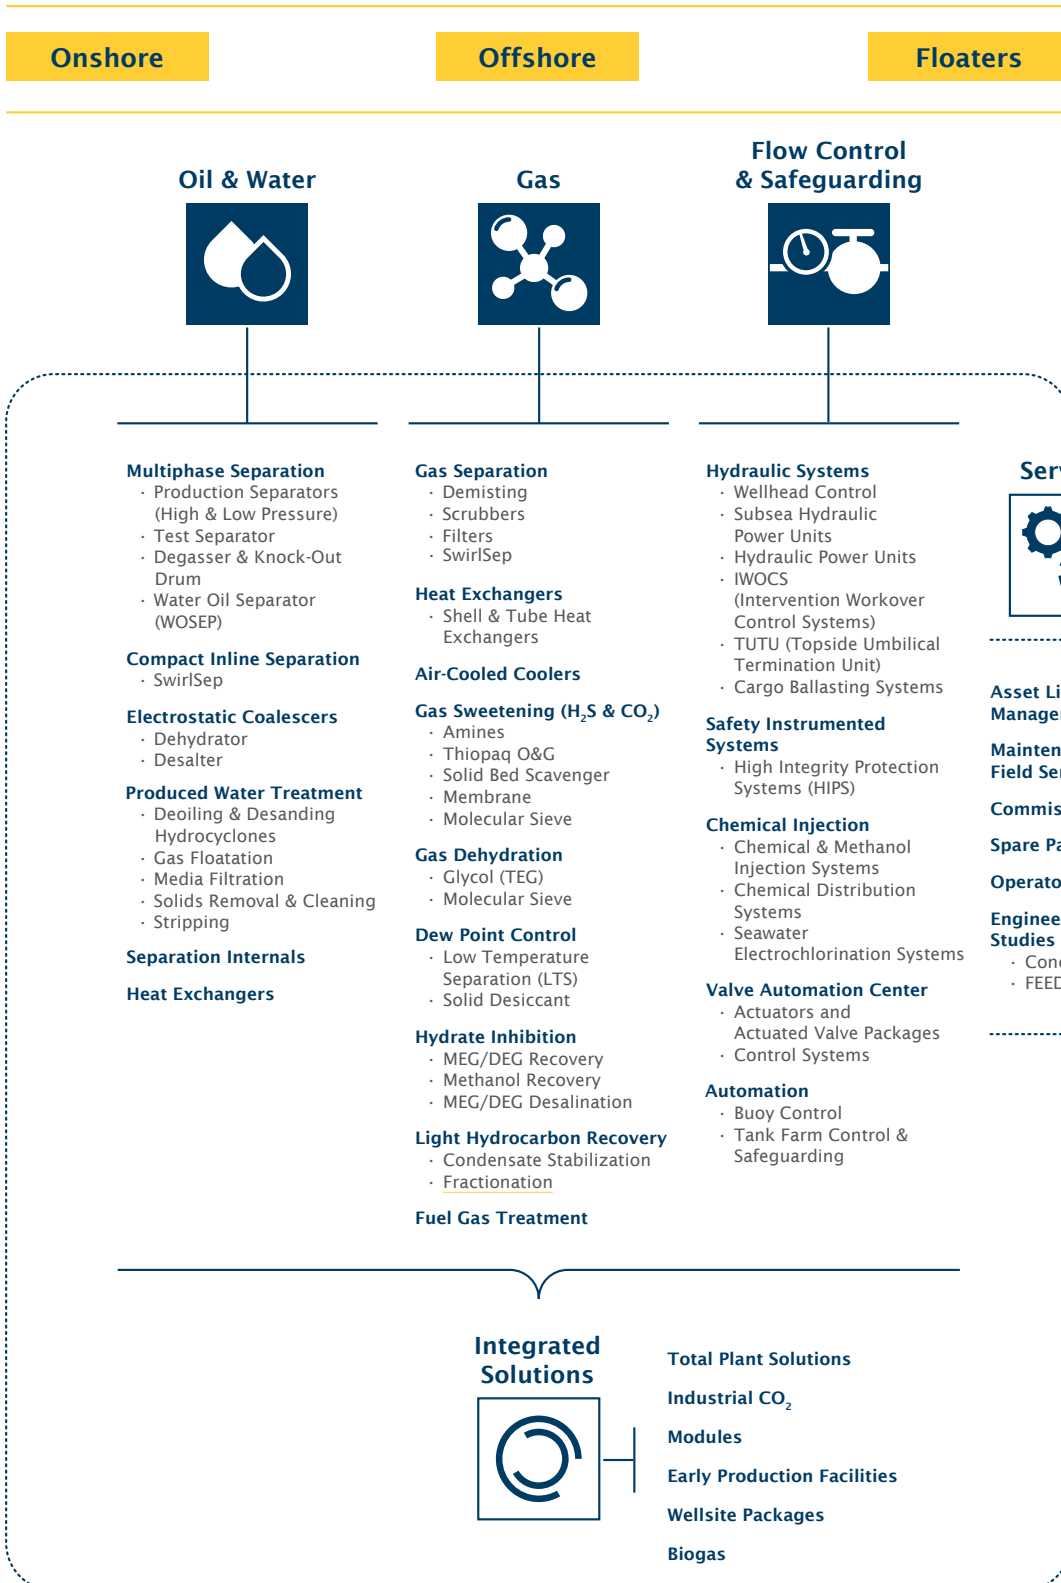 Onshore
Offshore
Floaters
Oil & Water
Gas
Flow Control
& Safeguarding
Multiphase Separation
· Production Separators
(High & Low Pressure)
· Test Separator
· Degasser & Knock-Out
Drum
· Water Oil Separator
(WOSEP)
Compact Inline Separation
· SwirlSep
Electrostatic Coalescers
· Dehydrator
· Desalter
Produced Water Treatment
· Deoiling & Desanding
Hydrocyclones
· Gas Floatation
· Media Filtration
· Solids Removal & Cleaning
· Stripping
Separation Internals
Heat Exchangers
Gas Separation
· Demisting
· Scrubbers
· Filters
· SwirlSep
Heat Exchangers
· Shell & Tube Heat
Exchangers
Air-Cooled Coolers
Gas Sweetening (H₂S & CO₂)
· Amines
· Thiopaq O&G
· Solid Bed Scavenger
· Membrane
· Molecular Sieve
Gas Dehydration
· Glycol (TEG)
· Molecular Sieve
Dew Point Control
· Low Temperature
Separation (LTS)
· Solid Desiccant
Hydrate Inhibition
· MEG/DEG Recovery
· Methanol Recovery
· MEG/DEG Desalination
Light Hydrocarbon Recovery
· Condensate Stabilization
· Fractionation
Fuel Gas Treatment
Hydraulic Systems
· Wellhead Control
· Subsea Hydraulic
Power Units
· Hydraulic Power Units
· IWOCS
(Intervention Workover
Control Systems)
· TUTU (Topside Umbilical
Termination Unit)
· Cargo Ballasting Systems
Safety Instrumented
Systems
· High Integrity Protection
Systems (HIPS)
Chemical Injection
· Chemical & Methanol
Injection Systems
· Chemical Distribution
Systems
· Seawater
Electrochlorination Systems
Valve Automation Center
· Actuators and
Actuated Valve Packages
· Control Systems
Automation
· Buoy Control
· Tank Farm Control &
Safeguarding
Asset
Field
Spare
Studies
· FEED
Integrated
Solutions
Total Plant Solutions
Industrial CO₂
Modules
Early Production Facilities
Wellsite Packages
Biogas